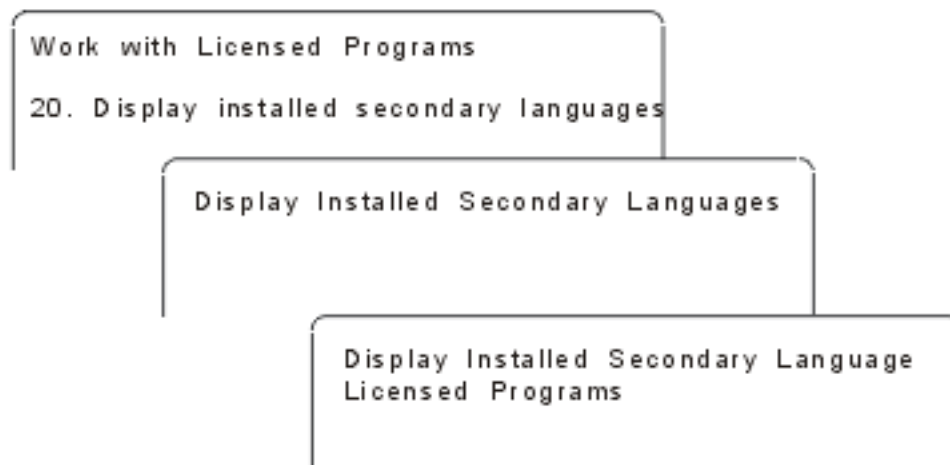 Work with Licensed Programs
20. Display installed secondary languages
Display Installed Secondary Languages
Display Installed Secondary Language
Licensed Programs